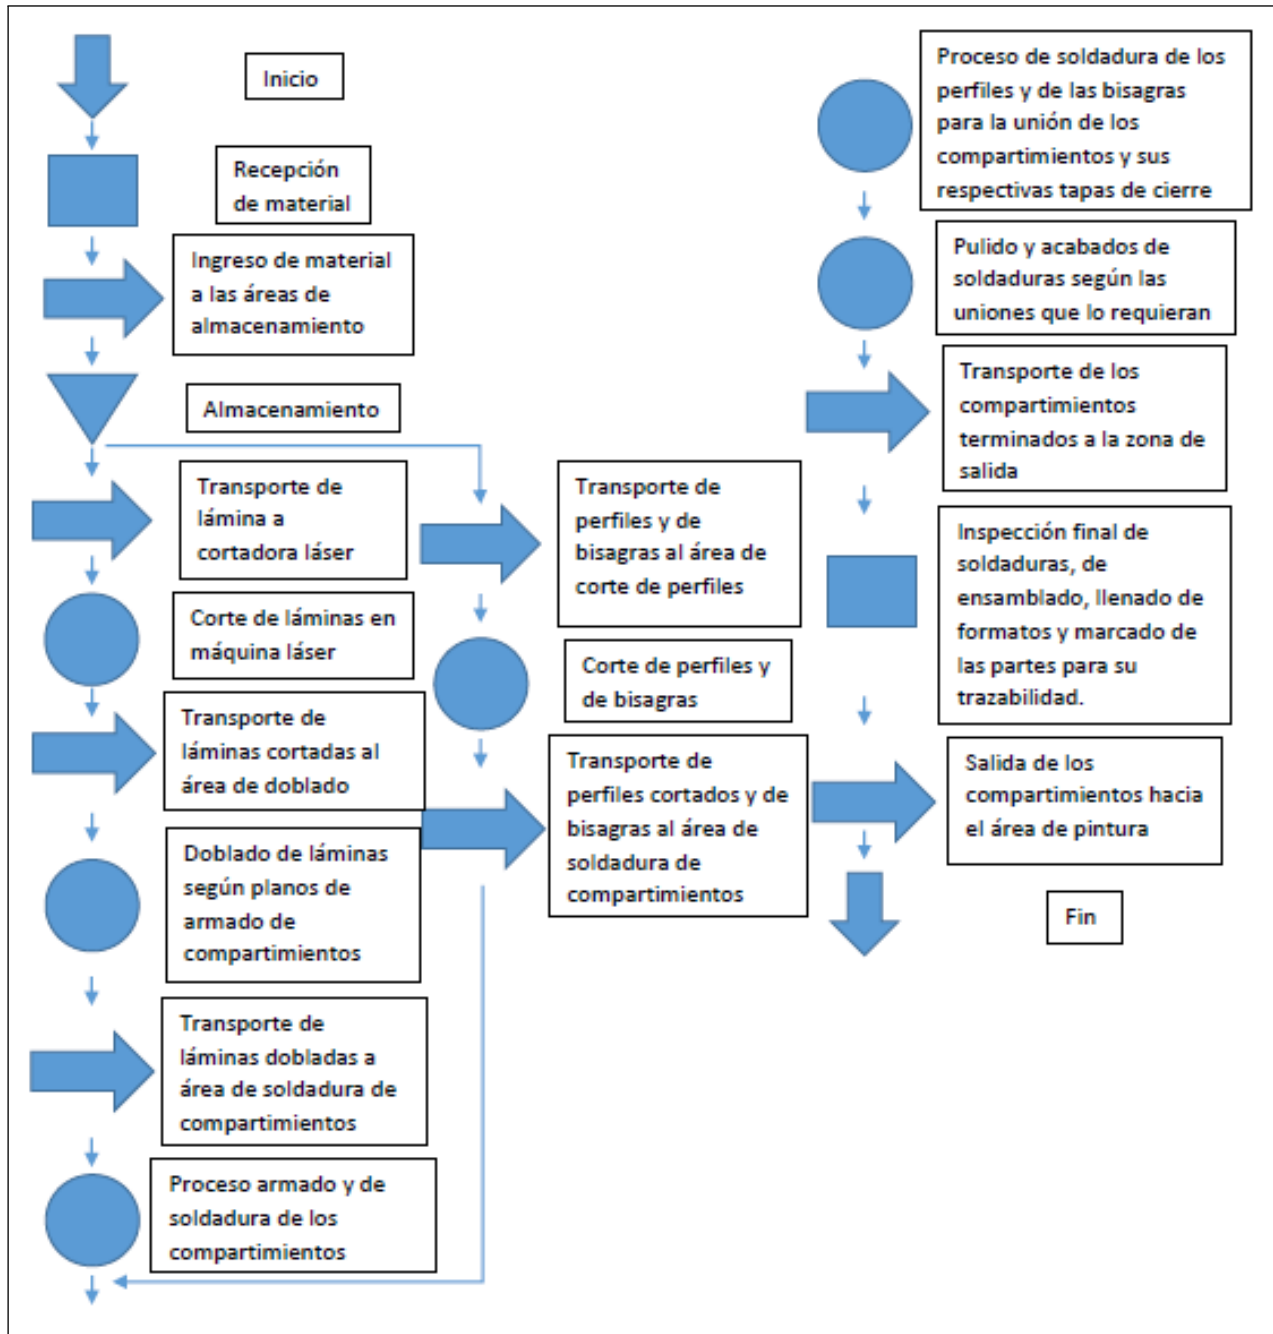 Inicio
Recepción
de material
Ingreso de material
a las áreas de
almacenamiento
Almacenamiento
Transporte de
lámina a
cortadora láser
Corte de láminas en
máquina láser
Transporte de
láminas cortadas al
área de doblado
Doblado de láminas
según planos de
armado de
compartimientos
Transporte de
láminas dobladas a
área de soldadura de
compartimientos
Proceso armado y de
soldadura de los
compartimientos
Transporte de
perfiles y de
bisagras al área de
corte de perfiles
Corte de perfiles y
de bisagras
Transporte de
perfiles cortados y de
bisagras al área de
soldadura de
compartimientos
Proceso de soldadura de los
perfiles y de las bisagras
para la unión de los
compartimientos y sus
respectivas tapas de cierre
Pulido y acabados de
soldaduras según las
uniones que lo requieran
Transporte de los
compartimientos
terminados a la zona de
salida
Inspección final de
soldaduras, de
ensamblado, llenado de
formatos y marcado de
las partes para su
trazabilidad.
Salida de los
compartimientos hacia
el área de pintura
Fin